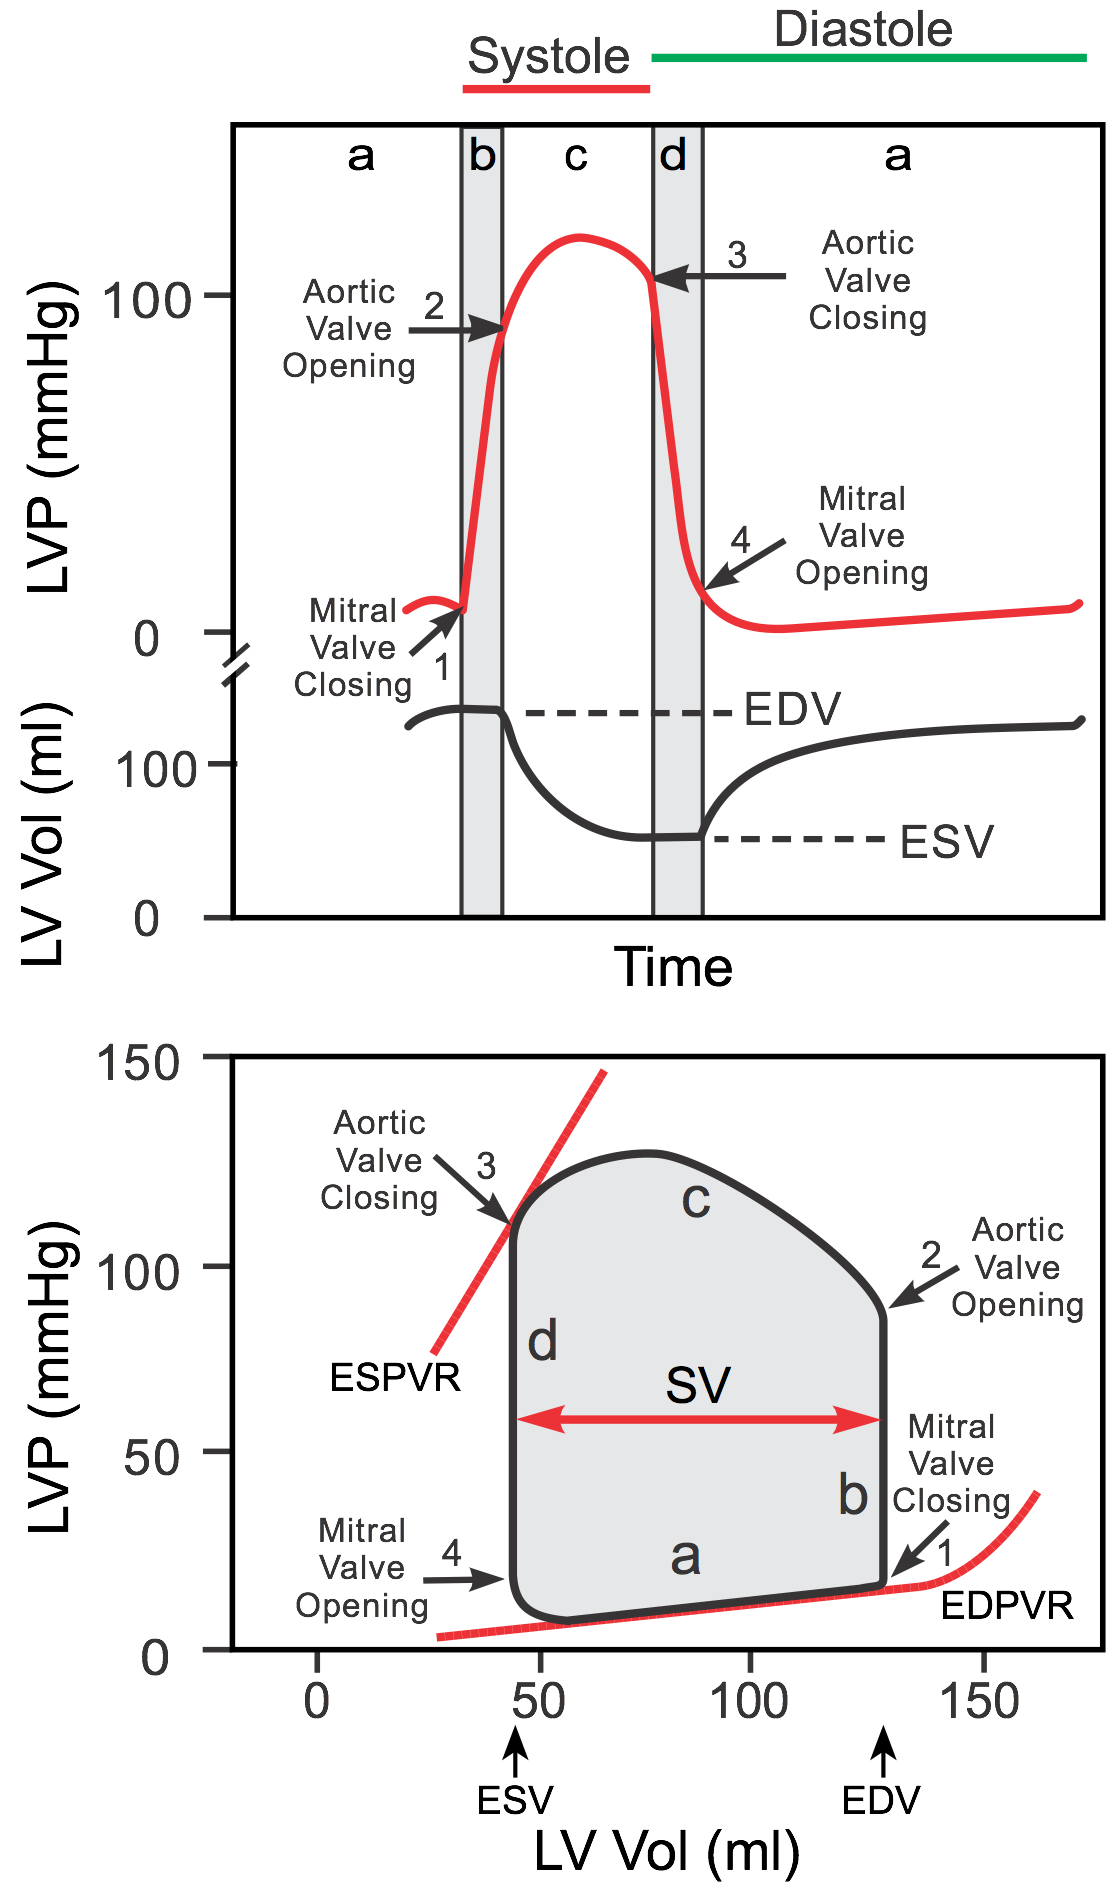 Systole
Diastole
a
b
c
d
a
LVP (mmHg)
100
0
Aortic
Valve
Opening
2
3
Aortic
Valve
Closing
4
Mitral
Valve
Opening
Mitral
Valve
Closing
1
LV Vol (ml)
100
0
EDV
ESV
Time
LVP (mmHg)
150
100
50
0
Aortic
Valve
Closing
3
ESPVR
c
2
Aortic
Valve
Opening
d
SV
b
Mitral
Valve
Closing
1
Mitral
Valve
Opening
4
a
EDPVR
0
50
100
150
ESV
EDV
LV Vol (ml)